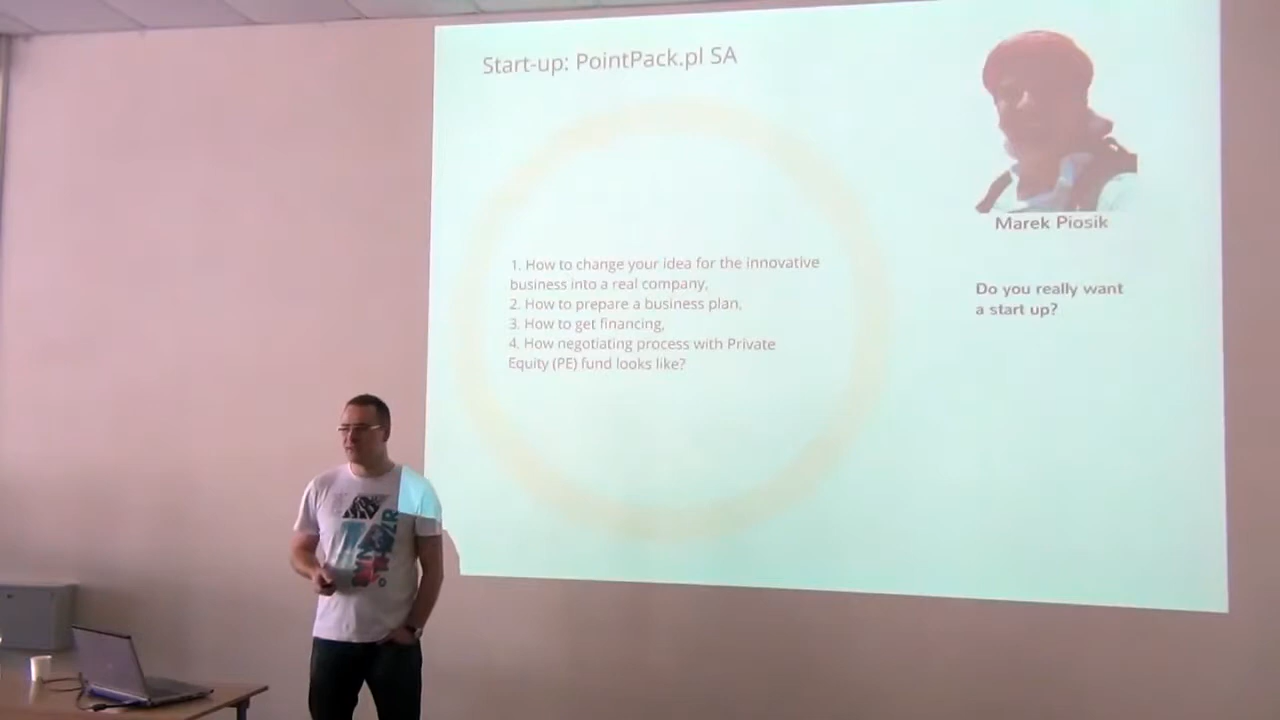 Start-up: PointPack.pl SA
1. How to change your idea for the innovative
business into a real company,
2. How to prepare a business plan,
3. How to get financing,
4. How negotiating process with Private
Equity (PE) fund looks like?
Marek Piosik
Do you really want
a start up?